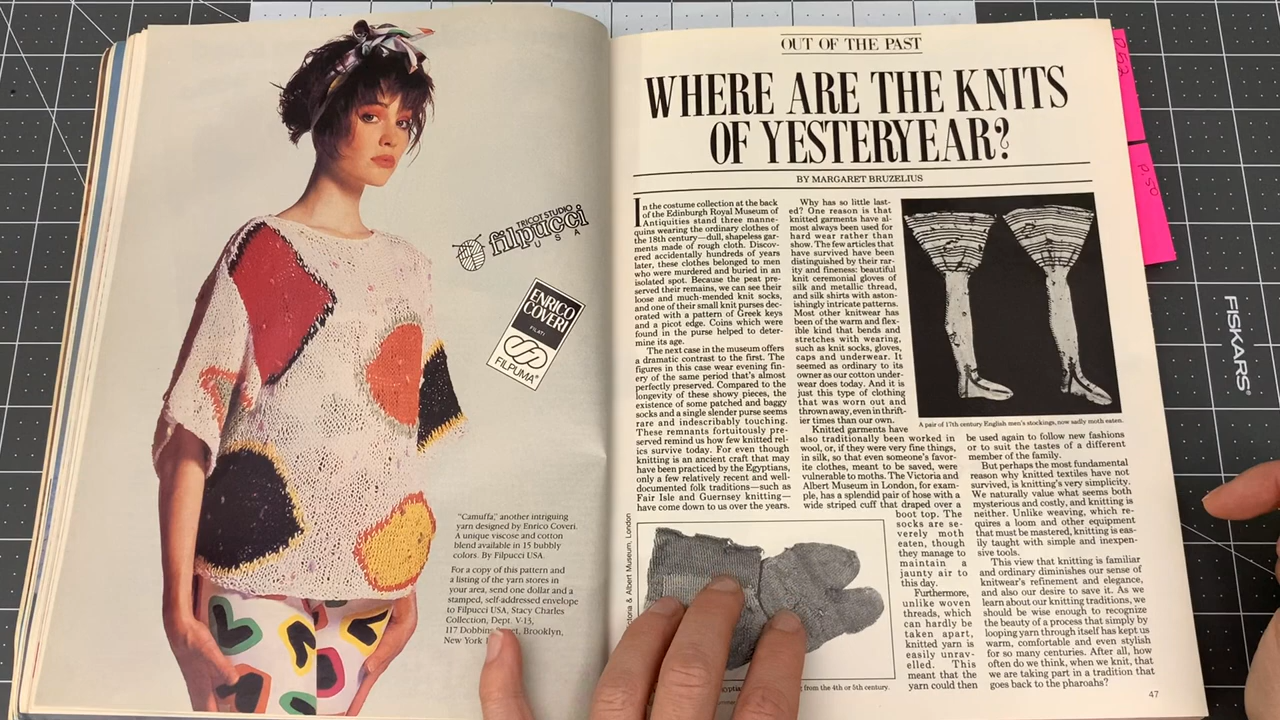 TRICOT STUDIO
filpucci
USA
ENRICO
COVERI
FILATI
FILPUMA®
"Camuffa," another intriguing
yarn designed by Enrico Coveri.
A unique viscose and cotton
blend available in 15 bubbly
colors. By Filpucci USA.
For a copy of this pattern and
a listing of the yarn stores in
your area, send one dollar and a
stamped, self-addressed envelope
to Filpucci USA, Stacy Charles
Collection, Dept. V-13,
117 Dobbins Brooklyn,
New York
OUT OF THE PAST
WHERE ARE THE KNITS
OF YESTERYEAR?
BY MARGARET BRUZELIUS
In the costume collection at the back
of the Edinburgh Royal Museum of
Antiquities stand three manne-
quins wearing the ordinary clothes of
the 18th century—dull, shapeless gar-
ments made of rough cloth. Discov-
ered accidentally hundreds of years
later, these clothes belonged to men
who were murdered and buried in an
isolated spot. Because the peat pre-
served their remains, we can see their
loose and much-mended knit socks,
and one of their small knit purses dec-
orated with a pattern of Greek keys
and a picot edge. Coins which were
found in the purse helped to deter-
mine its age.
The next case in the museum offers
a dramatic contrast to the first. The
figures in this case wear evening fin-
ery of the same period that's almost
perfectly preserved. Compared to the
longevity of these showy pieces, the
existence of some patched and baggy
socks and a single slender purse seems
rare and indescribably touching.
These remnants fortuitously pre-
served remind us how few knitted rel-
ics survive today. For even though
knitting is an ancient craft that may
have been practiced by the Egyptians,
only a few relatively recent and well-
documented folk traditions—such as
Fair Isle and Guernsey knitting—
have come down to us over the years.
Why has so little last-
ed? One reason is that
knitted garments have al-
most always been used for
hard wear rather than
show. The few articles that
have survived have been
distinguished by their rar-
ity and fineness: beautiful
knit ceremonial gloves of
silk and metallic thread,
and silk shirts with aston-
ishingly intricate patterns.
Most other knitwear has
been of the warm and flex-
ible kind that bends and
stretches with wearing,
such as knit socks, gloves,
caps and underwear. It
seemed as ordinary to its
owner as our cotton under-
wear does today. And it is
just this type of clothing
that was worn out and
thrown away, even in thrift-
ier times than our own.
Knitted garments have
also traditionally been worked in
wool, or, if they were very fine things,
in silk, so that even someone's favor-
ite clothes, meant to be saved, were
vulnerable to moths. The Victoria and
Albert Museum in London, for exam-
ple, has a splendid pair of hose with a
wide striped cuff that draped over a
boot top. The
socks are se-
verely moth
eaten, though
they manage to
maintain a
jaunty air to
this day.
Furthermore,
unlike woven
threads, which
can hardly be
taken apart,
knitted yarn is
easily unrav-
elled. This
meant that the
yarn could then
A pair of 17th century English men's stockings, now sadly moth eaten.
be used again to follow new fashions
or to suit the tastes of a different
member of the family.
But perhaps the most fundamental
reason why knitted textiles have not
survived, is knitting's very simplicity.
We naturally value what seems both
mysterious and costly, and knitting is
neither. Unlike weaving, which re-
quires a loom and other equipment
that must be mastered, knitting is eas-
ily taught with simple and inexpen-
sive tools.
This view that knitting is familiar
and ordinary diminishes our sense of
knitwear's refinement and elegance,
and also our desire to save it. As we
learn about our knitting traditions, we
should be wise enough to recognize
the beauty of a process that simply by
looping yarn through itself has kept us
warm, comfortable and even stylish
for so many centuries. After all, how
often do we think, when we knit, that
we are taking part in a tradition that
goes back to the pharoahs?
& Albert Museum, London
from the 4th or 5th century.
47
p. 50
FISKARS®